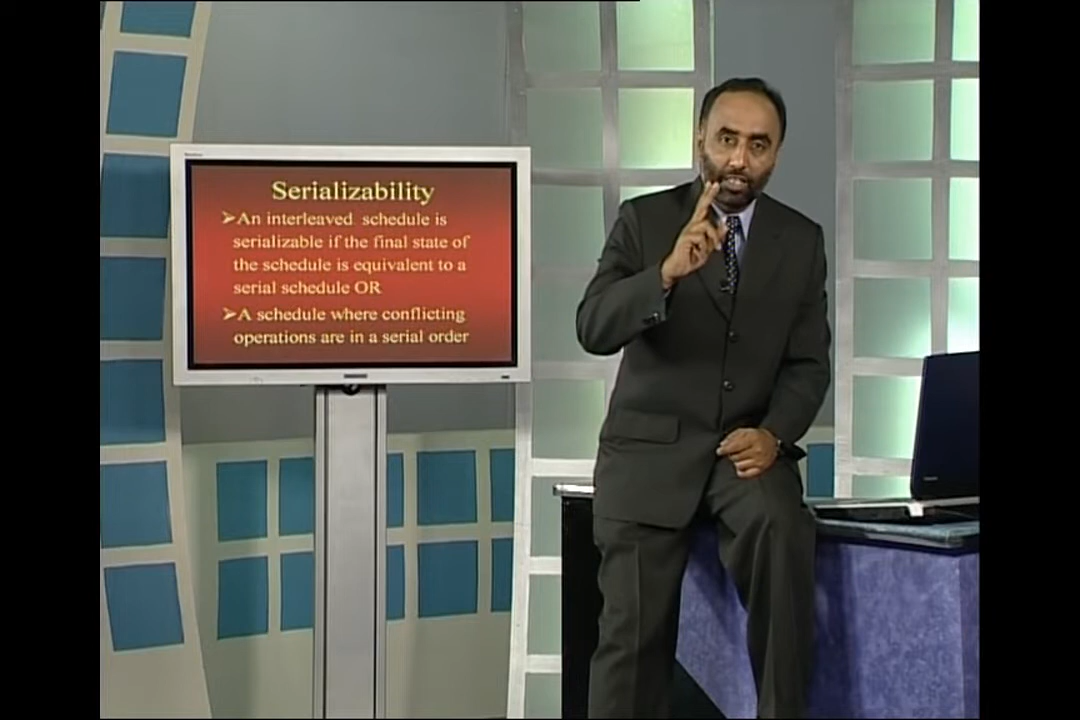 Serializability
➢An interleaved schedule is
serializable if the final state of
the schedule is equivalent to a
serial schedule OR
➢A schedule where conflicting
operations are in a serial order